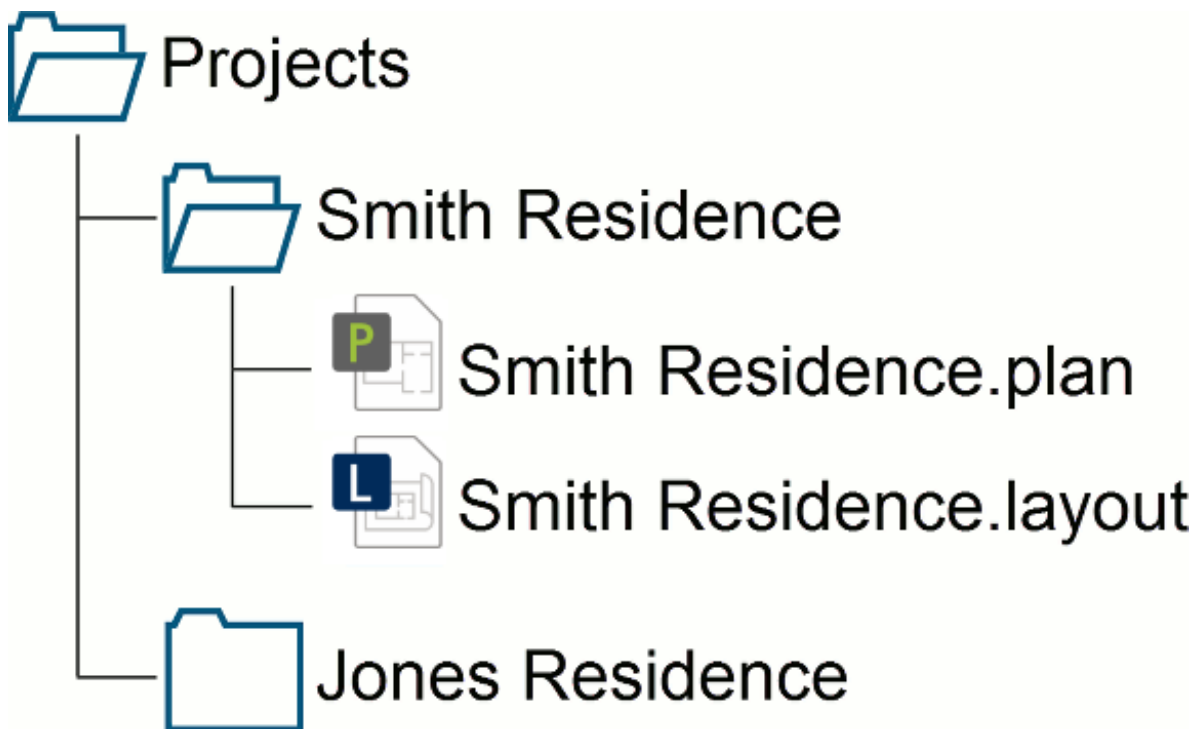 Projects
Smith Residence
P
Smith Residence.plan
L
Smith Residence.layout
Jones Residence